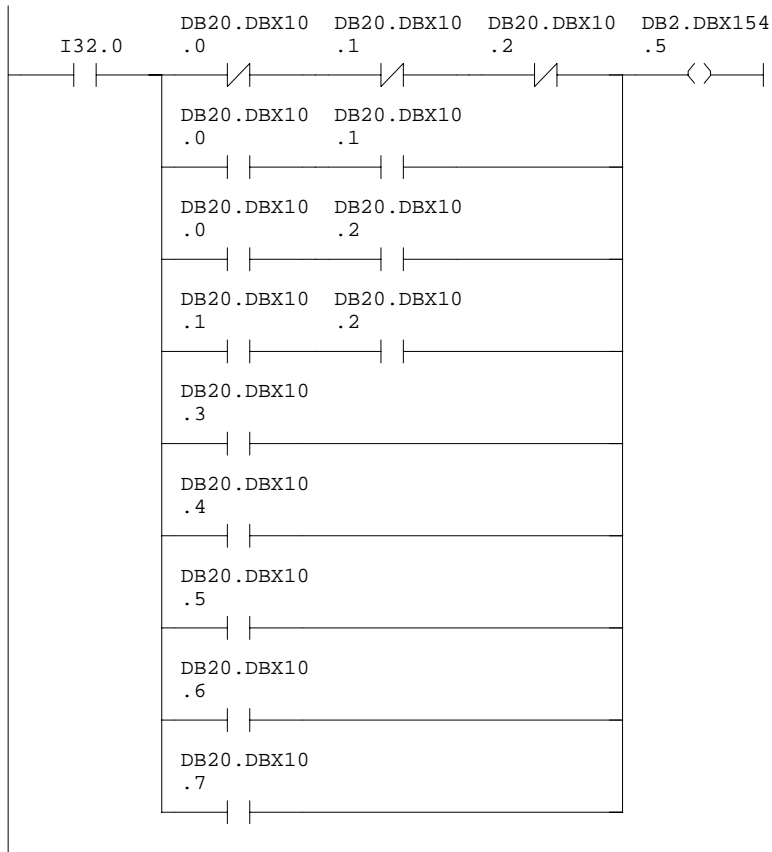 DB20.DBX10 DB20.DBX10 DB20.DBX10 DB2.DBX154
I32.0 .0 .1 .2 .5
DB20.DBX10 DB20.DBX10
.0 .1
DB20.DBX10 DB20.DBX10
.0 .2
DB20.DBX10 DB20.DBX10
.1 .2
DB20.DBX10
.3
DB20.DBX10
.4
DB20.DBX10
.5
DB20.DBX10
.6
DB20.DBX10
.7